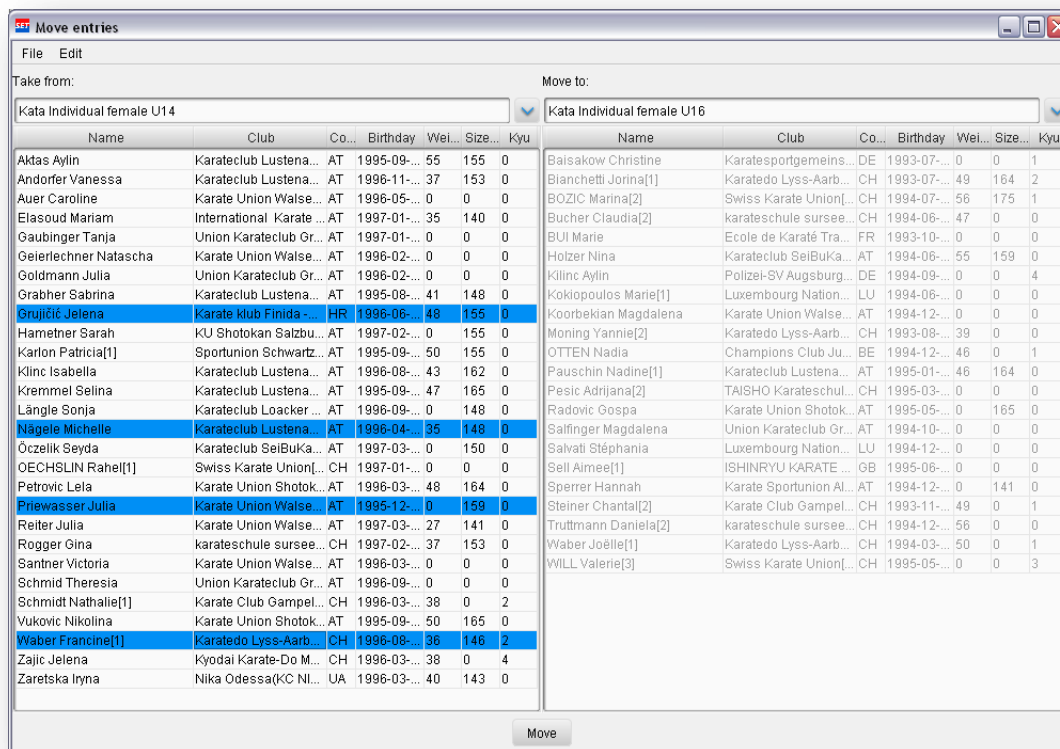 SET Move entries
File Edit
Take from:
Kata Individual female U14
Name Club Co... Birthday Wei... Size... Kyu
Aktas Aylin Karateclub Lustena... AT 1995-09-... 55 155 0
Andorfer Vanessa Karateclub Lustena... AT 1996-11-... 37 153 0
Auer Caroline Karate Union Walse... AT 1996-05-... 0 0 0
Elasoud Mariam International Karate ... AT 1997-01-... 35 140 0
Gaubinger Tanja Union Karateclub Gr... AT 1997-01-... 0 0 0
Geierlechner Natascha Karate Union Walse... AT 1996-02-... 0 0 0
Goldmann Julia Union Karateclub Gr... AT 1996-02-... 0 0 0
Grabher Sabrina Karateclub Lustena... AT 1995-08-... 41 148 0
Grujičić Jelena Karate klub Finida -... HR 1996-06-... 48 155 0
Hametner Sarah KU Shotokan Salzbu... AT 1997-02-... 0 155 0
Karlon Patricia[1] Sportunion Schwartz... AT 1995-09-... 50 155 0
Klinc Isabella Karateclub Lustena... AT 1996-08-... 43 162 0
Kremmel Selina Karateclub Lustena... AT 1995-09-... 47 165 0
Längle Sonja Karateclub Loacker ... AT 1996-09-... 0 148 0
Nägele Michelle Karateclub Lustena... AT 1996-04-... 35 148 0
Öczelik Seyda Karateclub SeiBuKa... AT 1997-03-... 0 150 0
OECHSLIN Rahel[1] Swiss Karate Union[... CH 1997-01-... 0 0 0
Petrovic Lela Karate Union Shotok... AT 1996-03-... 48 164 0
Priewasser Julia Karate Union Walse... AT 1995-12-... 0 159 0
Reiter Julia Karate Union Walse... AT 1997-03-... 27 141 0
Rogger Gina karateschule sursee... CH 1997-02-... 37 153 0
Santner Victoria Karate Union Walse... AT 1996-03-... 0 0 0
Schmid Theresia Union Karateclub Gr... AT 1996-09-... 0 0 0
Schmidt Nathalie[1] Karate Club Gampel... CH 1996-03-... 38 0 2
Vukovic Nikolina Karate Union Shotok... AT 1995-09-... 50 165 0
Waber Francine[1] Karatedo Lyss-Aarb... CH 1996-08-... 36 146 2
Zajic Jelena Kyodai Karate-Do M... CH 1996-03-... 38 0 4
Zaretska Iryna Nika Odessa(KC NI... UA 1996-03-... 40 143 0
Move to:
Kata Individual female U16
Name Club Co... Birthday Wei... Size... Kyu
Baisakow Christine Karatesportgemeins... DE 1993-07-... 0 0 1
Bianchetti Jorina[1] Karatedo Lyss-Aarb... CH 1993-07-... 49 164 2
BOZIC Marina[2] Swiss Karate Union[... CH 1994-07-... 56 175 1
Bucher Claudia[2] karateschule sursee... CH 1994-06-... 47 0 0
BUI Marie Ecole de Karaté Tra... FR 1993-10-... 0 0 0
Holzer Nina Karateclub SeiBuKa... AT 1994-06-... 55 159 0
Kilinc Aylin Polizei-SV Augsburg... DE 1994-09-... 0 0 4
Kokiopoulos Marie[1] Luxembourg Nation... LU 1994-06-... 0 0 0
Koorbekian Magdalena Karate Union Walse... AT 1994-12-... 0 0 0
Moning Yannie[2] Karatedo Lyss-Aarb... CH 1993-08-... 39 0 0
OTTEN Nadia Champions Club Ju... BE 1994-12-... 46 0 1
Pauschin Nadine[1] Karateclub Lustena... AT 1995-01-... 46 164 0
Pesic Adrijana[2] TAISHO Karateschul... CH 1995-03-... 0 0 0
Radovic Gospa Karate Union Shotok... AT 1995-05-... 0 165 0
Salfinger Magdalena Union Karateclub Gr... AT 1994-10-... 0 0 0
Salvati Stéphania Luxembourg Nation... LU 1994-12-... 0 0 0
Sell Aimee[1] ISHINRYU KARATE ... GB 1995-06-... 0 0 0
Sperrer Hannah Karate Sportunion Al... AT 1994-12-... 0 141 0
Steiner Chantal[2] Karate Club Gampel... CH 1993-11-... 49 0 1
Truttmann Daniela[2] karateschule sursee... CH 1994-12-... 56 0 0
Waber Joëlle[1] Karatedo Lyss-Aarb... CH 1994-03-... 50 0 1
WILL Valerie[3] Swiss Karate Union[... CH 1995-05-... 0 0 3
Move